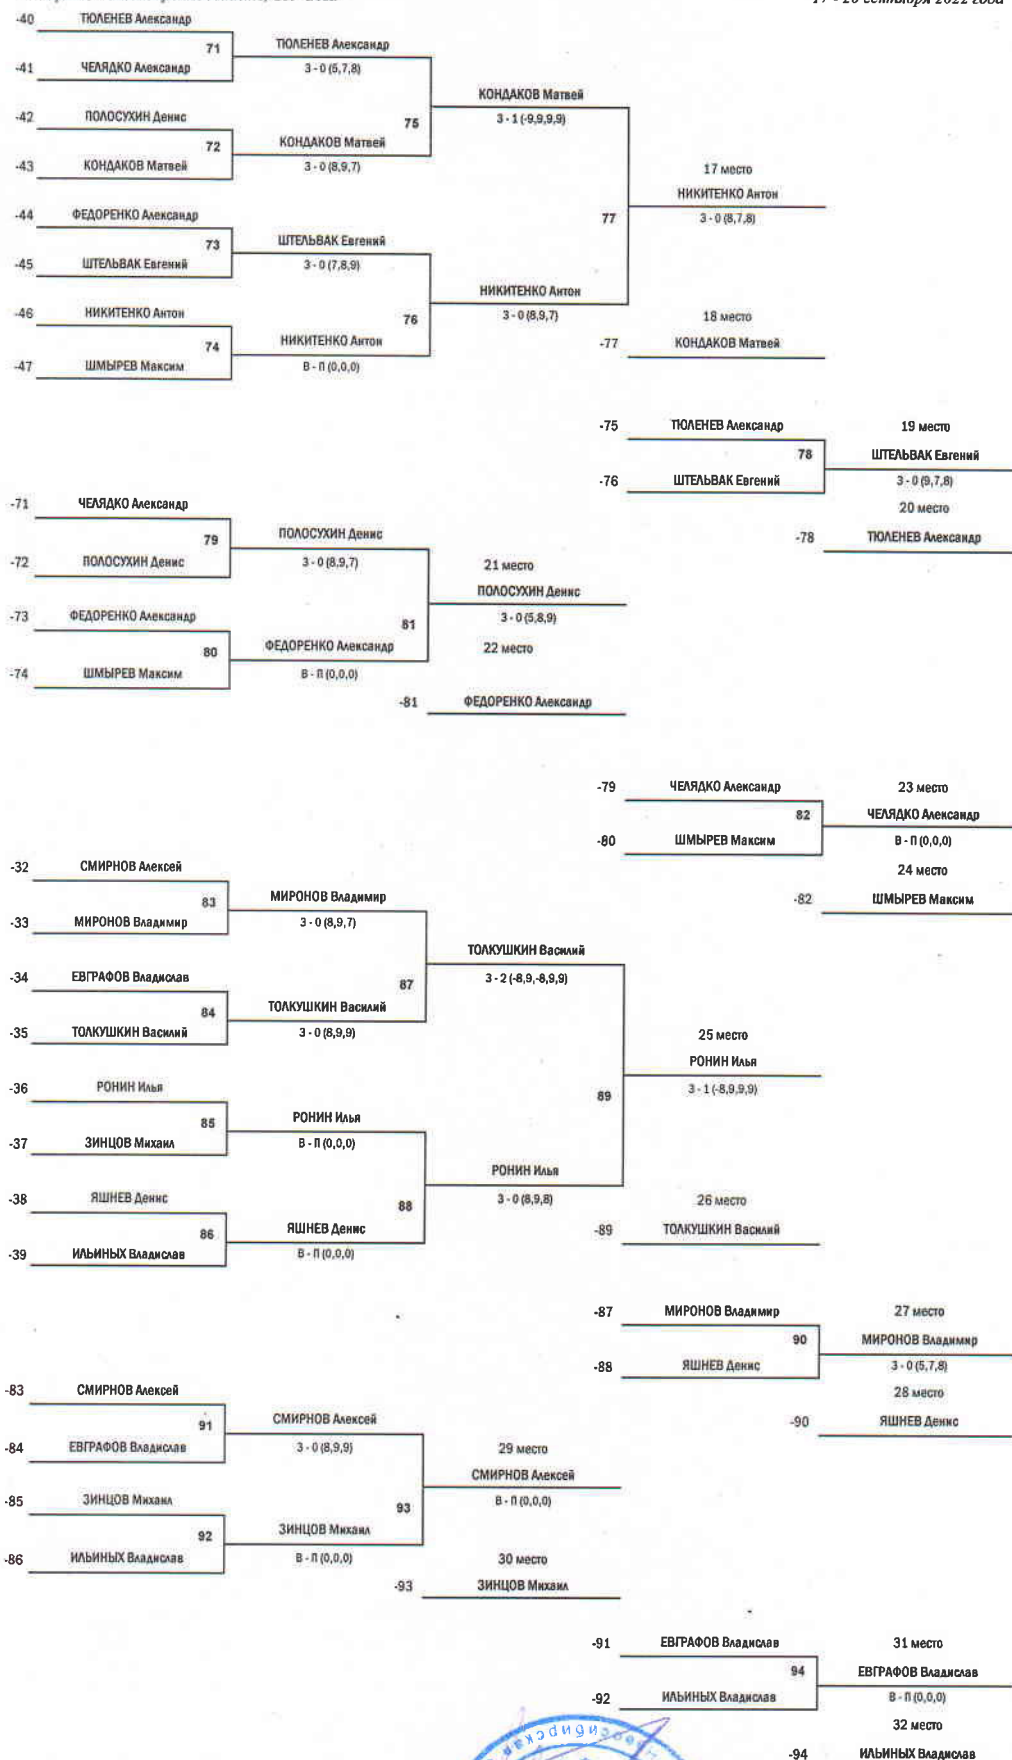 17 - 20 сентября 2022 года
-40 ТЮЛЕНЕВ Александр
71 ТЮЛЕНЕВ Александр
-41 ЧЕЛЯДКО Александр 3 - 0 (5,7,8)
КОНДАКОВ Матвей
-42 ПОЛОСУХИН Денис 75 3 - 1 (-9,9,9,9)
72 КОНДАКОВ Матвей
-43 КОНДАКОВ Матвей 3 - 0 (8,9,7) 17 место
НИКИТЕНКО Антон
-44 ФЕДОРЕНКО Александр 77 3 - 0 (8,7,8)
73 ШТЕЛЬВАК Евгений
-45 ШТЕЛЬВАК Евгений 3 - 0 (7,8,9)
НИКИТЕНКО Антон
-46 НИКИТЕНКО Антон 76 3 - 0 (8,9,7) 18 место
74 НИКИТЕНКО Антон -77 КОНДАКОВ Матвей
-47 ШМЫРЕВ Максим В - П (0,0,0)
-75 ТЮЛЕНЕВ Александр 19 место
78 ШТЕЛЬВАК Евгений
-76 ШТЕЛЬВАК Евгений 3 - 0 (9,7,8)
20 место
-78 ТЮЛЕНЕВ Александр
-71 ЧЕЛЯДКО Александр
79 ПОЛОСУХИН Денис
-72 ПОЛОСУХИН Денис 3 - 0 (8,9,7) 21 место
ПОЛОСУХИН Денис
-73 ФЕДОРЕНКО Александр 81 3 - 0 (5,8,9)
80 ФЕДОРЕНКО Александр 22 место
-74 ШМЫРЕВ Максим В - П (0,0,0)
-81 ФЕДОРЕНКО Александр
-79 ЧЕЛЯДКО Александр 23 место
82 ЧЕЛЯДКО Александр
-80 ШМЫРЕВ Максим В - П (0,0,0)
24 место
-82 ШМЫРЕВ Максим
-32 СМИРНОВ Алексей
83 МИРОНОВ Владимир
-33 МИРОНОВ Владимир 3 - 0 (8,9,7)
ТОЛКУШКИН Василий
-34 ЕВГРАФОВ Владислав 87 3 - 2 (-8,9,-8,9,9)
84 ТОЛКУШКИН Василий
-35 ТОЛКУШКИН Василий 3 - 0 (8,9,9) 25 место
РОНИН Илья
-36 РОНИН Илья 89 3 - 1 (-8,9,9,9)
85 РОНИН Илья
-37 ЗИНЦОВ Михаил В - П (0,0,0)
РОНИН Илья
-38 ЯШНЕВ Денис 88 3 - 0 (8,9,8) 26 место
86 ЯШНЕВ Денис -89 ТОЛКУШКИН Василий
-39 ИЛЬИНЫХ Владислав В - П (0,0,0)
-87 МИРОНОВ Владимир 27 место
90 МИРОНОВ Владимир
-88 ЯШНЕВ Денис 3 - 0 (5,7,8)
28 место
-90 ЯШНЕВ Денис
-83 СМИРНОВ Алексей
91 СМИРНОВ Алексей
-84 ЕВГРАФОВ Владислав 3 - 0 (8,9,9) 29 место
СМИРНОВ Алексей
-85 ЗИНЦОВ Михаил 93 В - П (0,0,0)
92 ЗИНЦОВ Михаил
-86 ИЛЬИНЫХ Владислав В - П (0,0,0) 30 место
-93 ЗИНЦОВ Михаил
-91 ЕВГРАФОВ Владислав 31 место
94 ЕВГРАФОВ Владислав
-92 ИЛЬИНЫХ Владислав В - П (0,0,0)
32 место
-94 ИЛЬИНЫХ Владислав